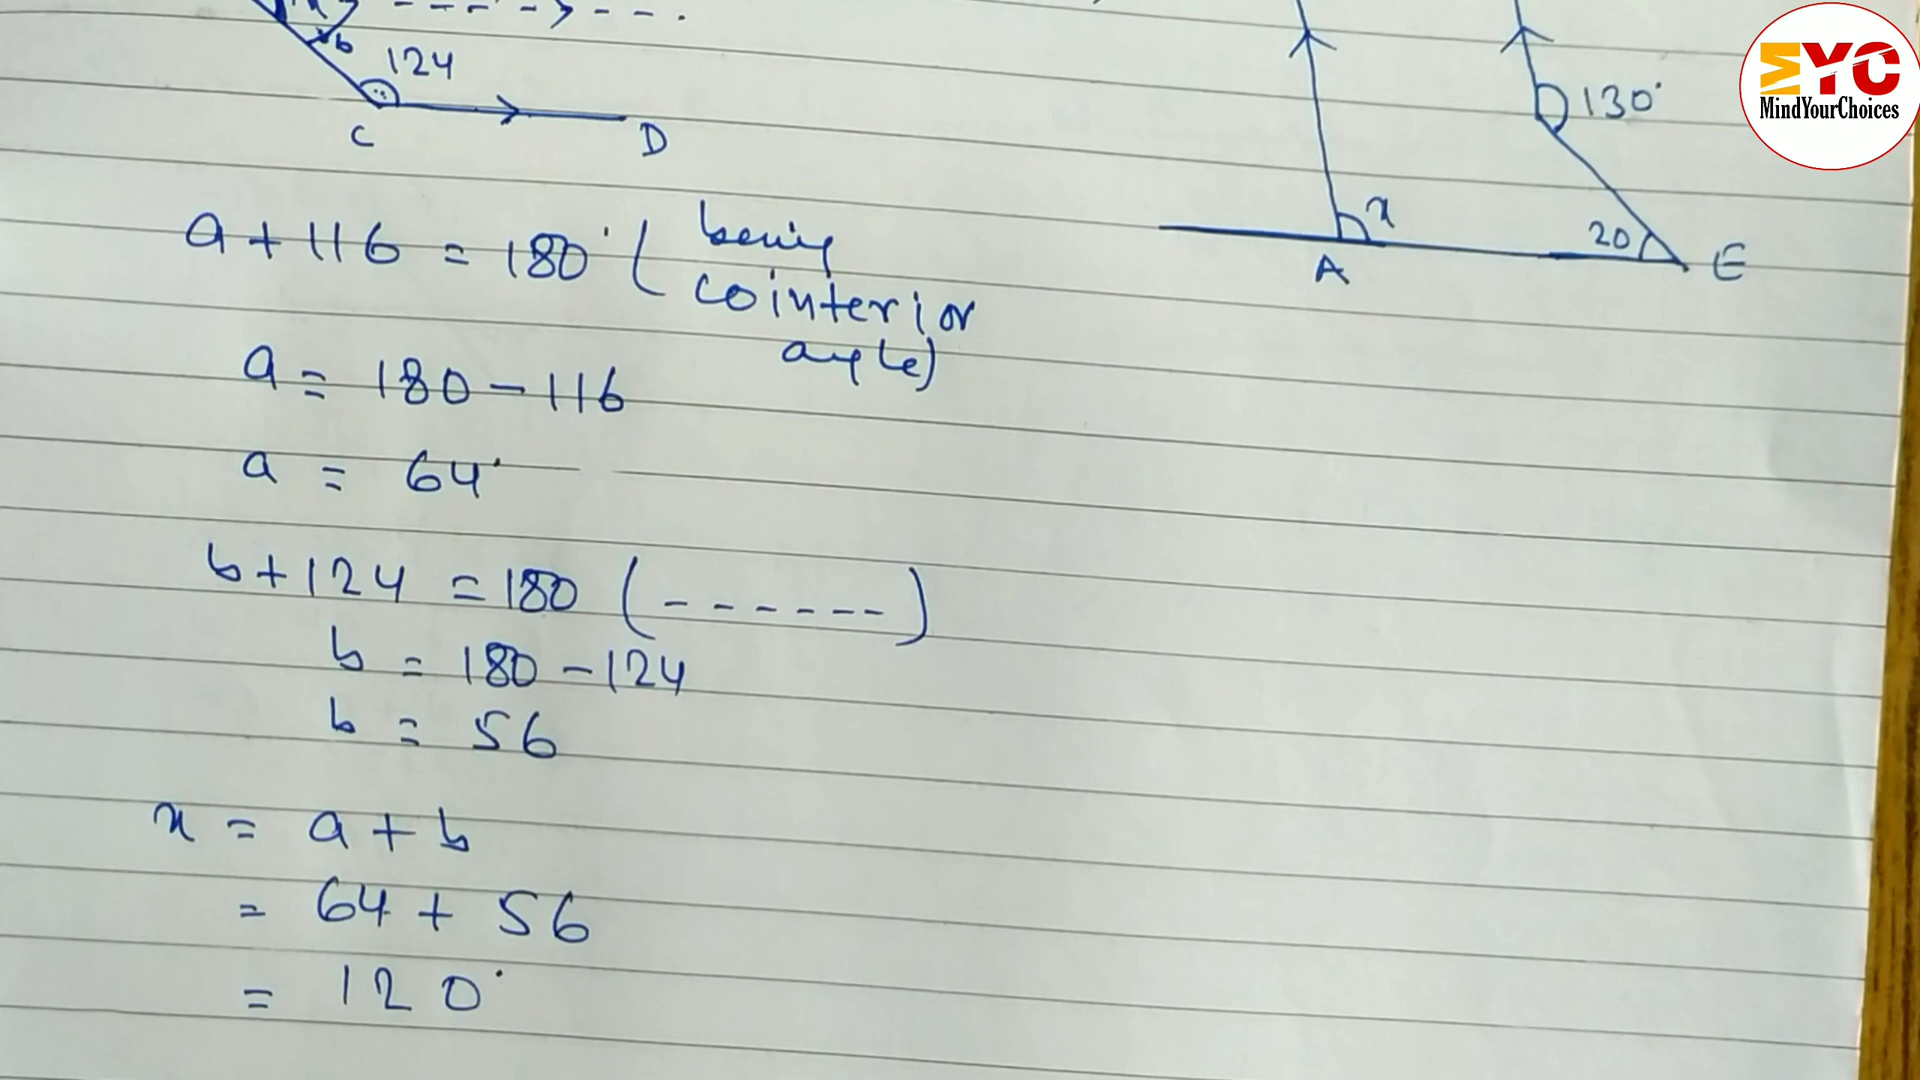 b
124
C
D
a + 116 = 180° ( being
cointerior
angle)
a = 180 - 116
a = 64°
b + 124 = 180 ( - - - - - - )
b = 180 - 124
b = 56
x = a + b
= 64 + 56
= 120°
130°
x
20
A
E
MYC
MindYourChoices